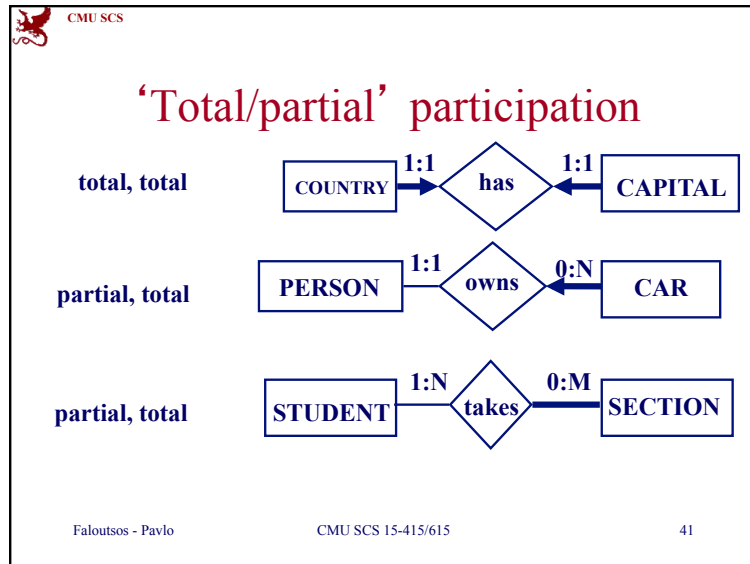 CMU SCS
‘Total/partial’ participation
total, total
COUNTRY 1:1 has 1:1 CAPITAL
partial, total
PERSON 1:1 owns 0:N CAR
partial, total
STUDENT 1:N takes 0:M SECTION
Faloutsos - Pavlo CMU SCS 15-415/615 41